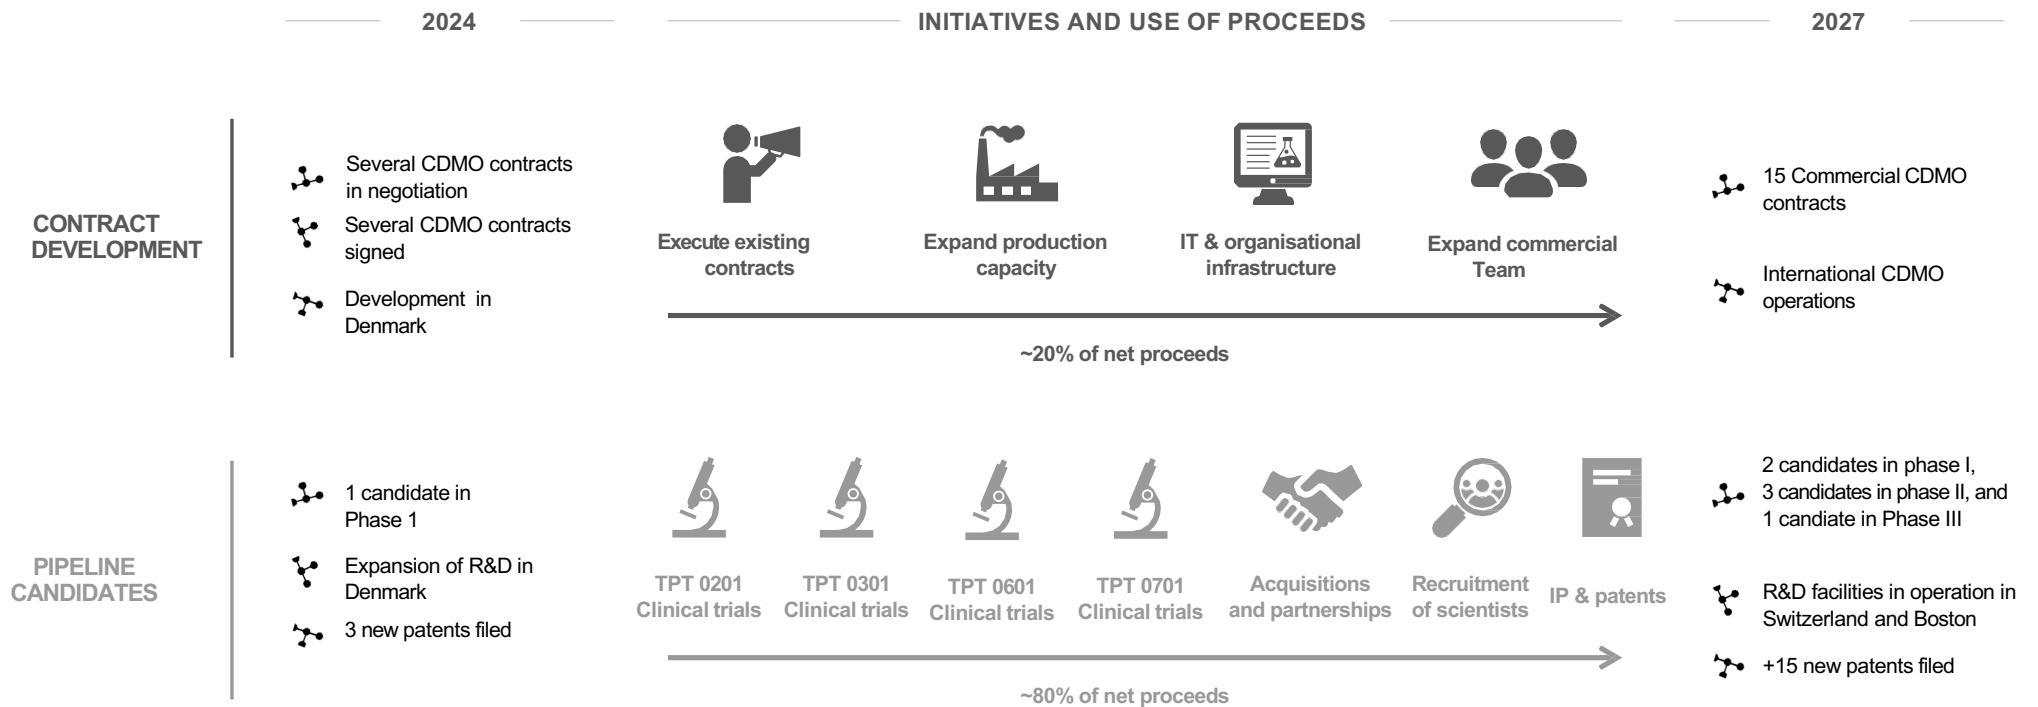 2024
INITIATIVES AND USE OF PROCEEDS
2027
CONTRACT
DEVELOPMENT
Several CDMO contracts
in negotiation
Several CDMO contracts
signed
Development in
Denmark
Execute existing
contracts
Expand production
capacity
IT & organisational
infrastructure
Expand commercial
Team
~20% of net proceeds
15 Commercial CDMO
contracts
International CDMO
operations
PIPELINE
CANDIDATES
1 candidate in
Phase 1
Expansion of R&D in
Denmark
3 new patents filed
TPT 0201
Clinical trials
TPT 0301
Clinical trials
TPT 0601
Clinical trials
TPT 0701
Clinical trials
Acquisitions
and partnerships
Recruitment
of scientists
IP & patents
~80% of net proceeds
2 candidates in phase I,
3 candidates in phase II, and
1 candiate in Phase III
R&D facilities in operation in
Switzerland and Boston
+15 new patents filed